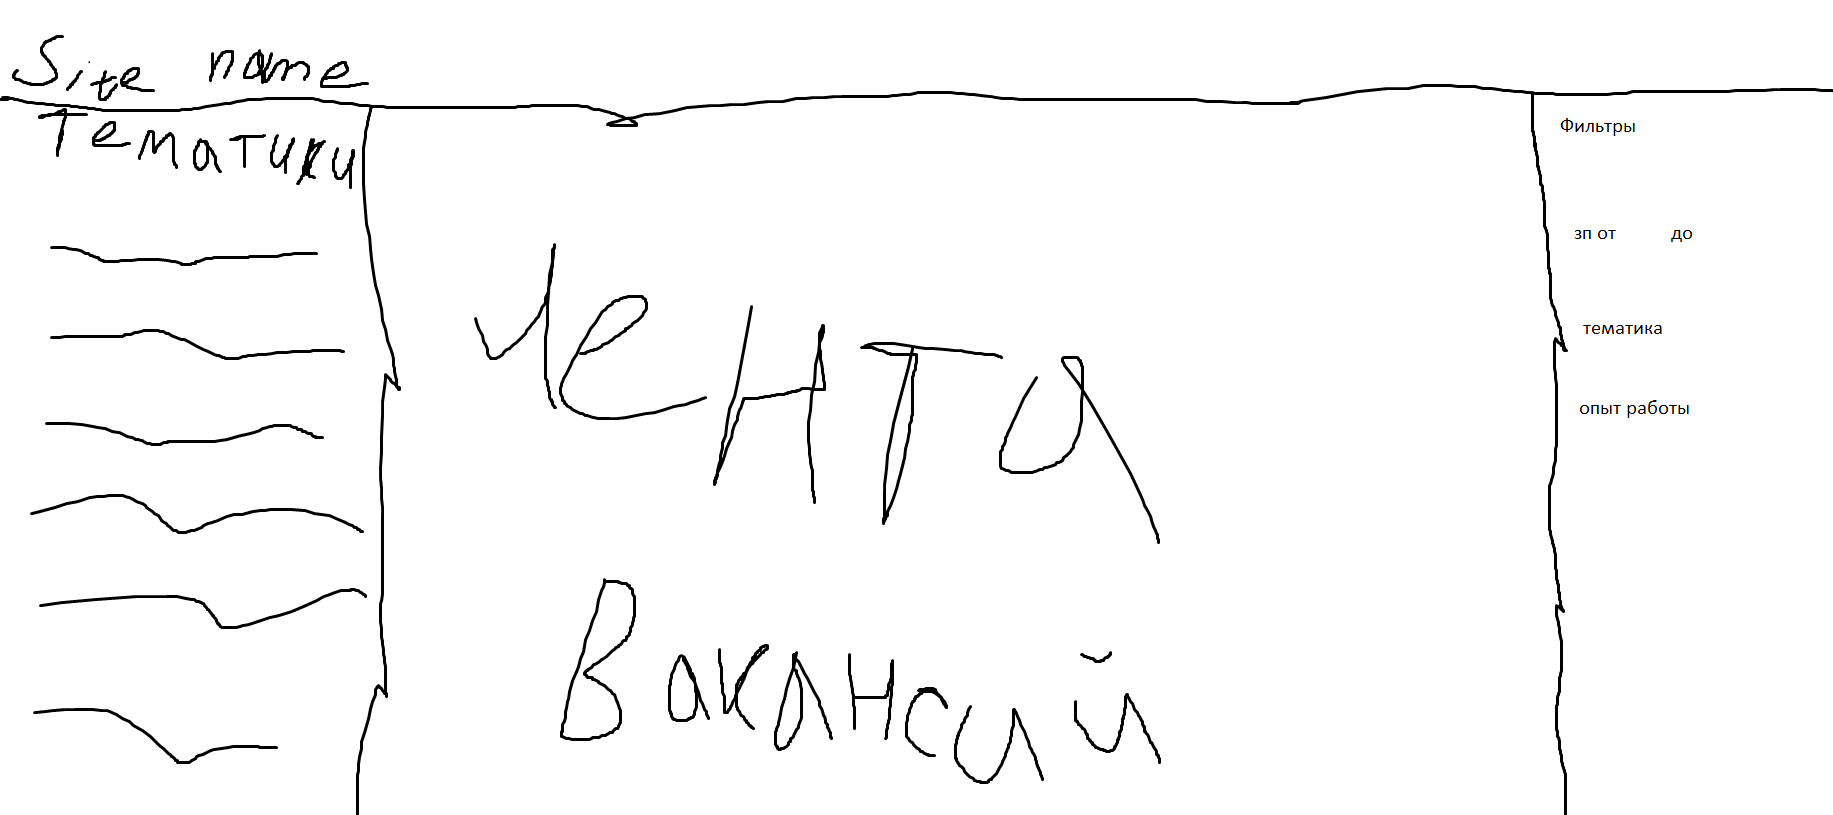 Site name
Тематики
Фильтры
зп от до
тематика
опыт работы
Лента
Вакансий